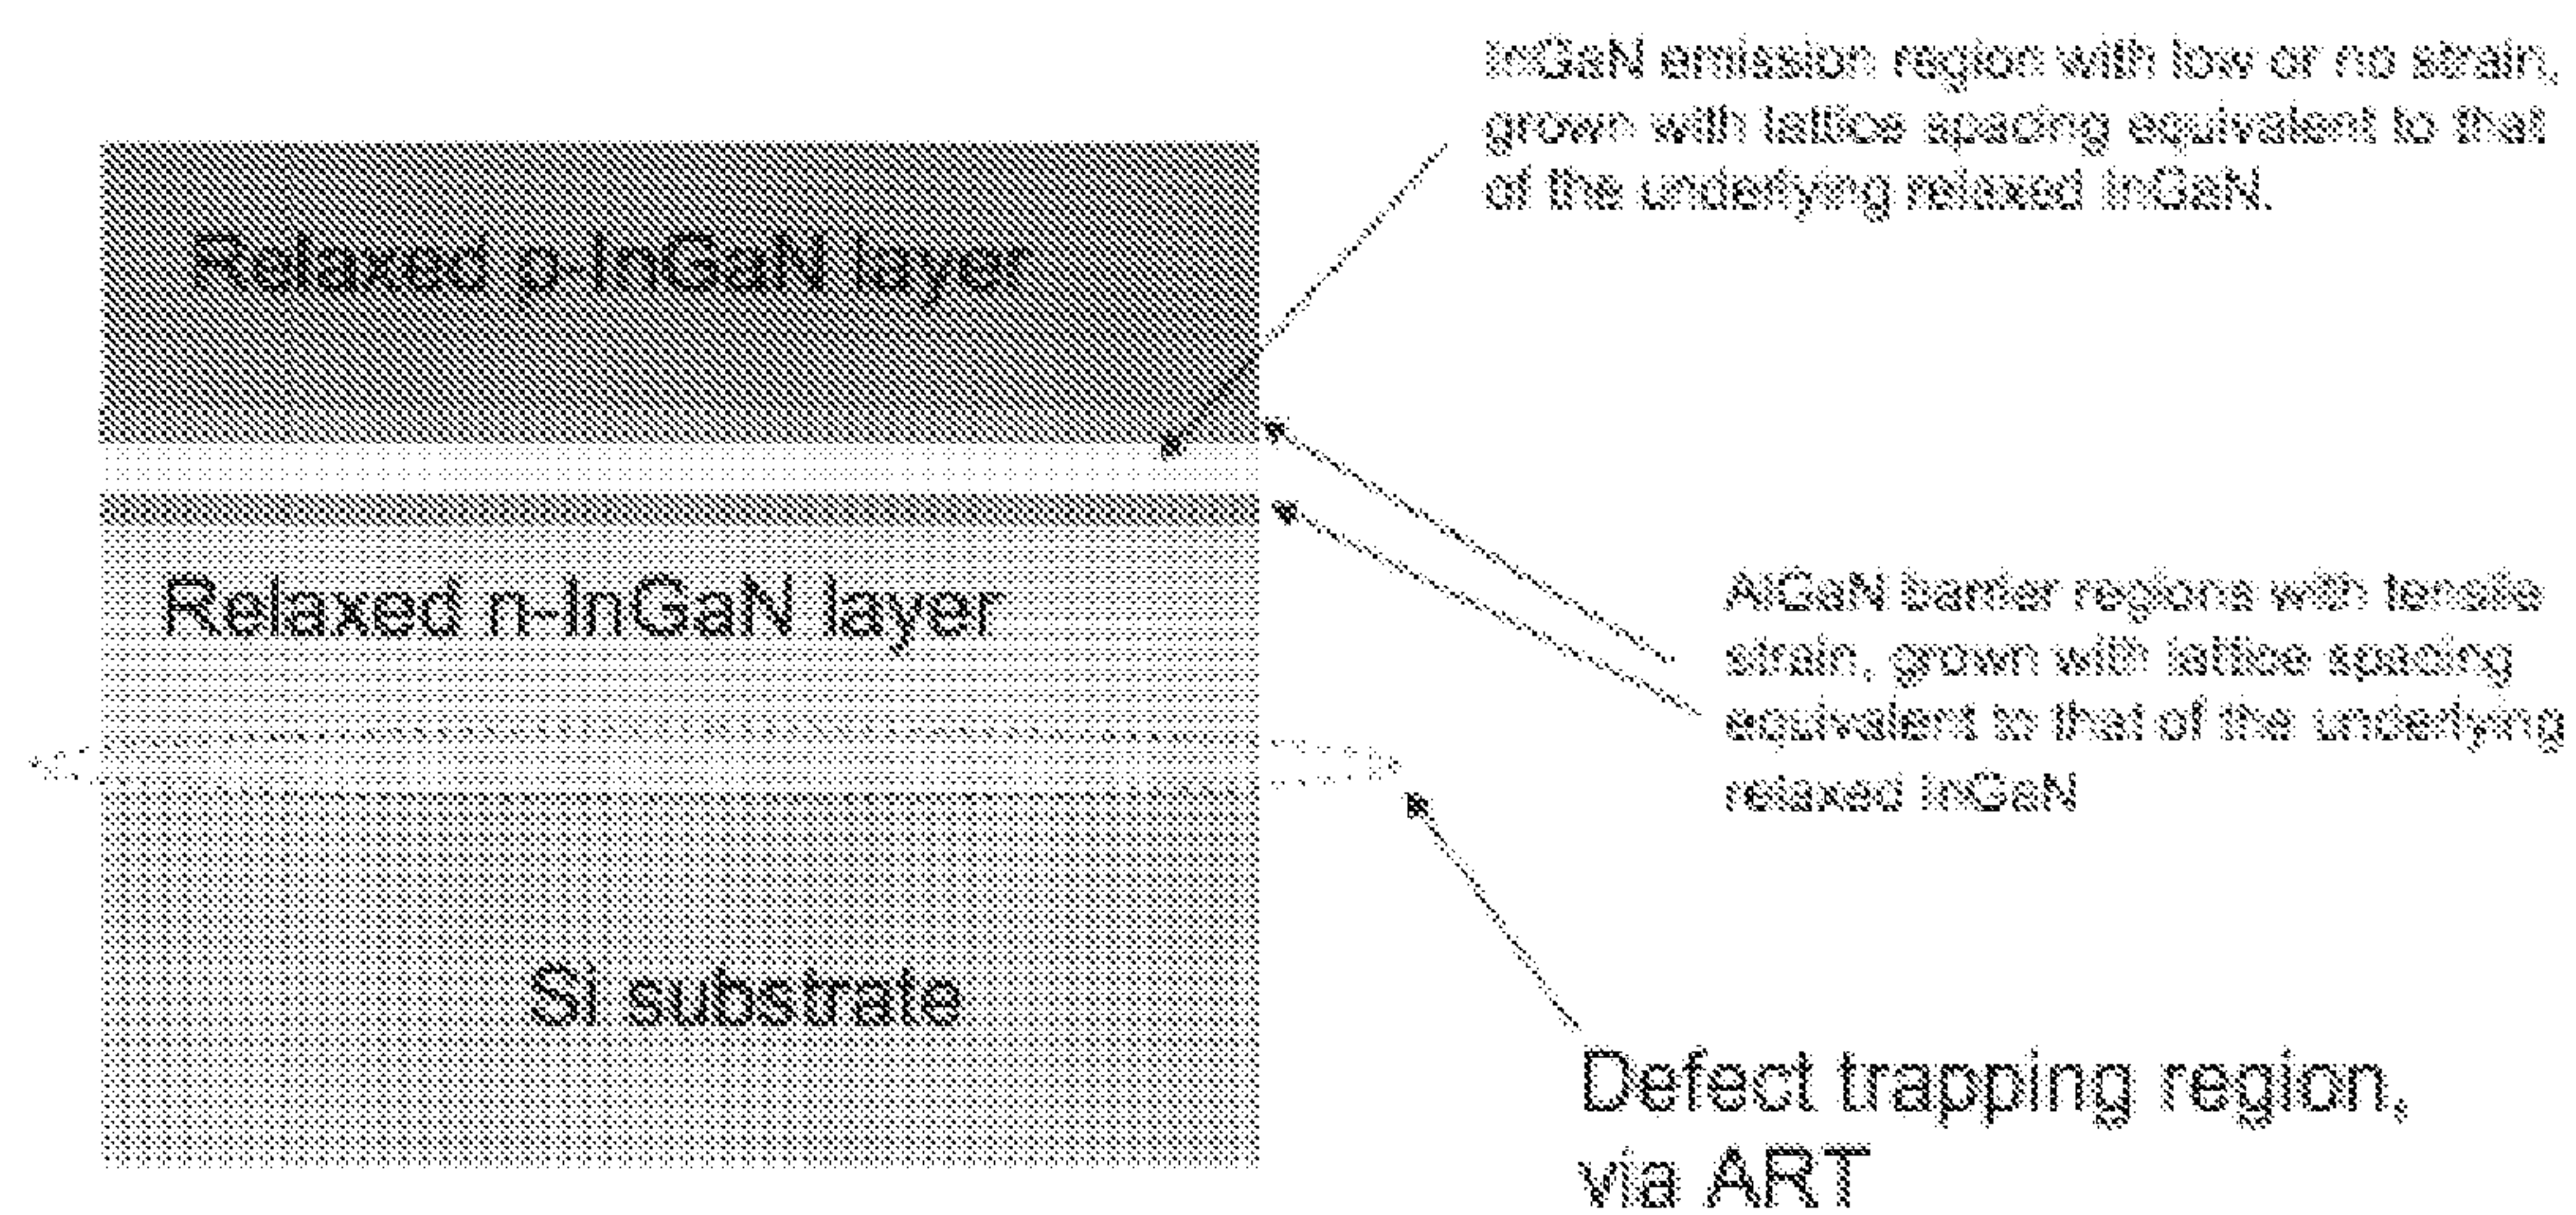 InGaN emission region with low or no strain,
grown with lattice spacing equivalent to that
of the underlying relaxed InGaN.
Relaxed p-InGaN layer
Relaxed n-InGaN layer
AlGaN barrier regions with tensile
strain, grown with lattice spacing
equivalent to that of the underlying
relaxed InGaN
Si substrate
Defect trapping region,
via ART